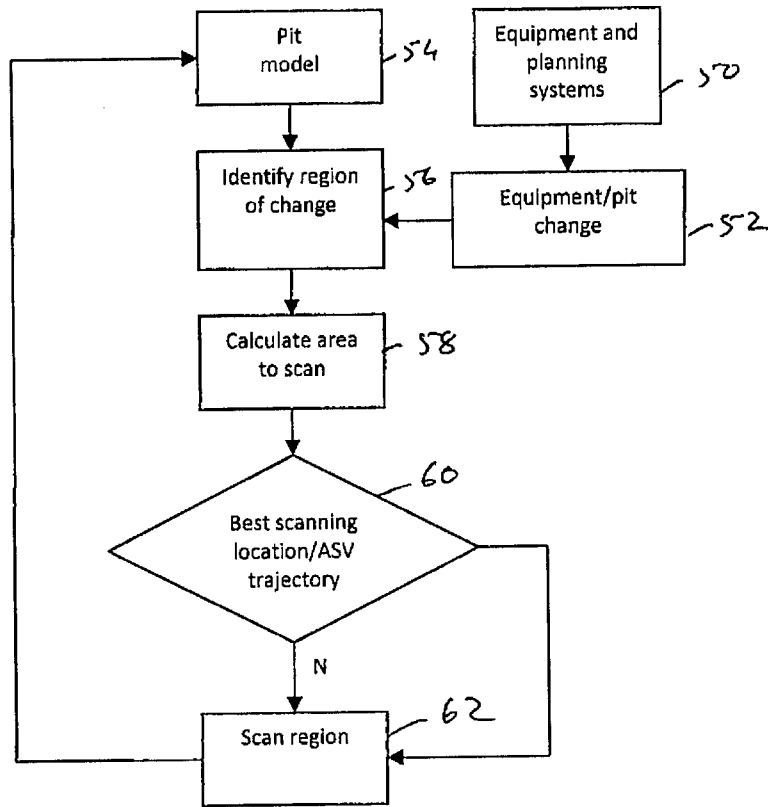 Pit
model
54
Equipment and
planning
systems
50
Identify region
of change
56
Equipment/pit
change
52
Calculate area
to scan
58
60
Best scanning
location/ASV
trajectory
N
Scan region
62